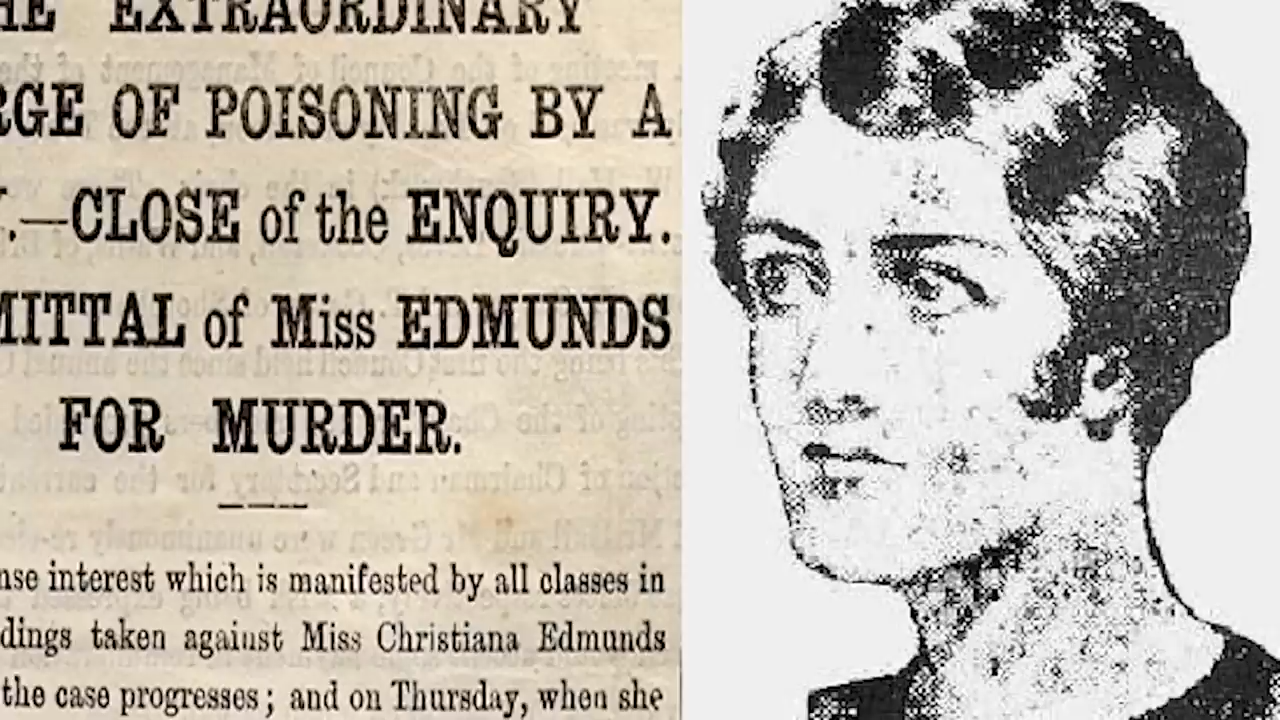 HE EXTRAORDINARY
RGE OF POISONING BY A
.—CLOSE of the ENQUIRY.
MITTAL of Miss EDMUNDS
FOR MURDER.
nse interest which is manifested by all classes in
dings taken against Miss Christiana Edmunds
the case progresses; and on Thursday, when she